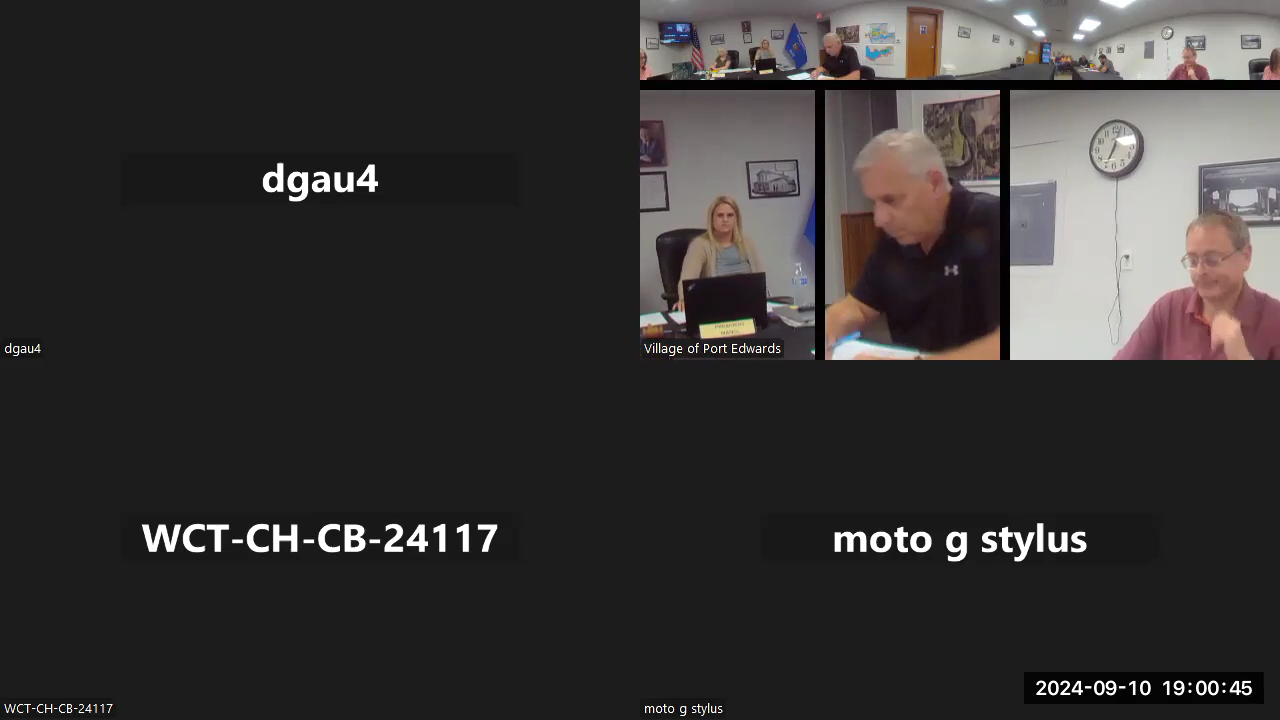 dgau4
dgau4
Village of Port Edwards
PRESIDENT
WCT-CH-CB-24117
WCT-CH-CB-24117
moto g stylus
moto g stylus
2024-09-10 19:00:45